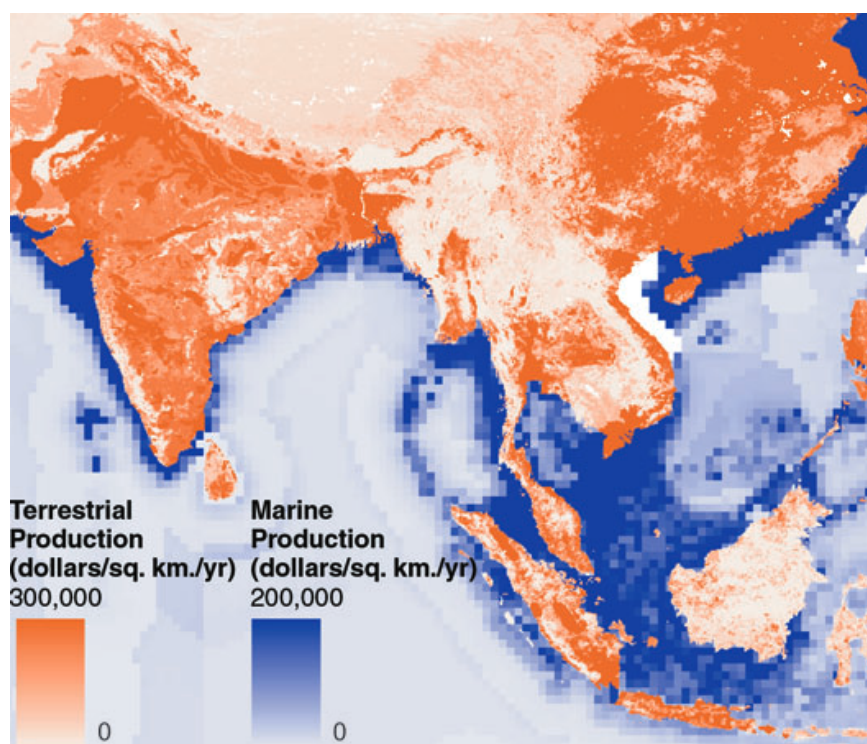 Terrestrial
Production
(dollars/sq. km./yr)
300,000
0
Marine
Production
(dollars/sq. km./yr)
200,000
0